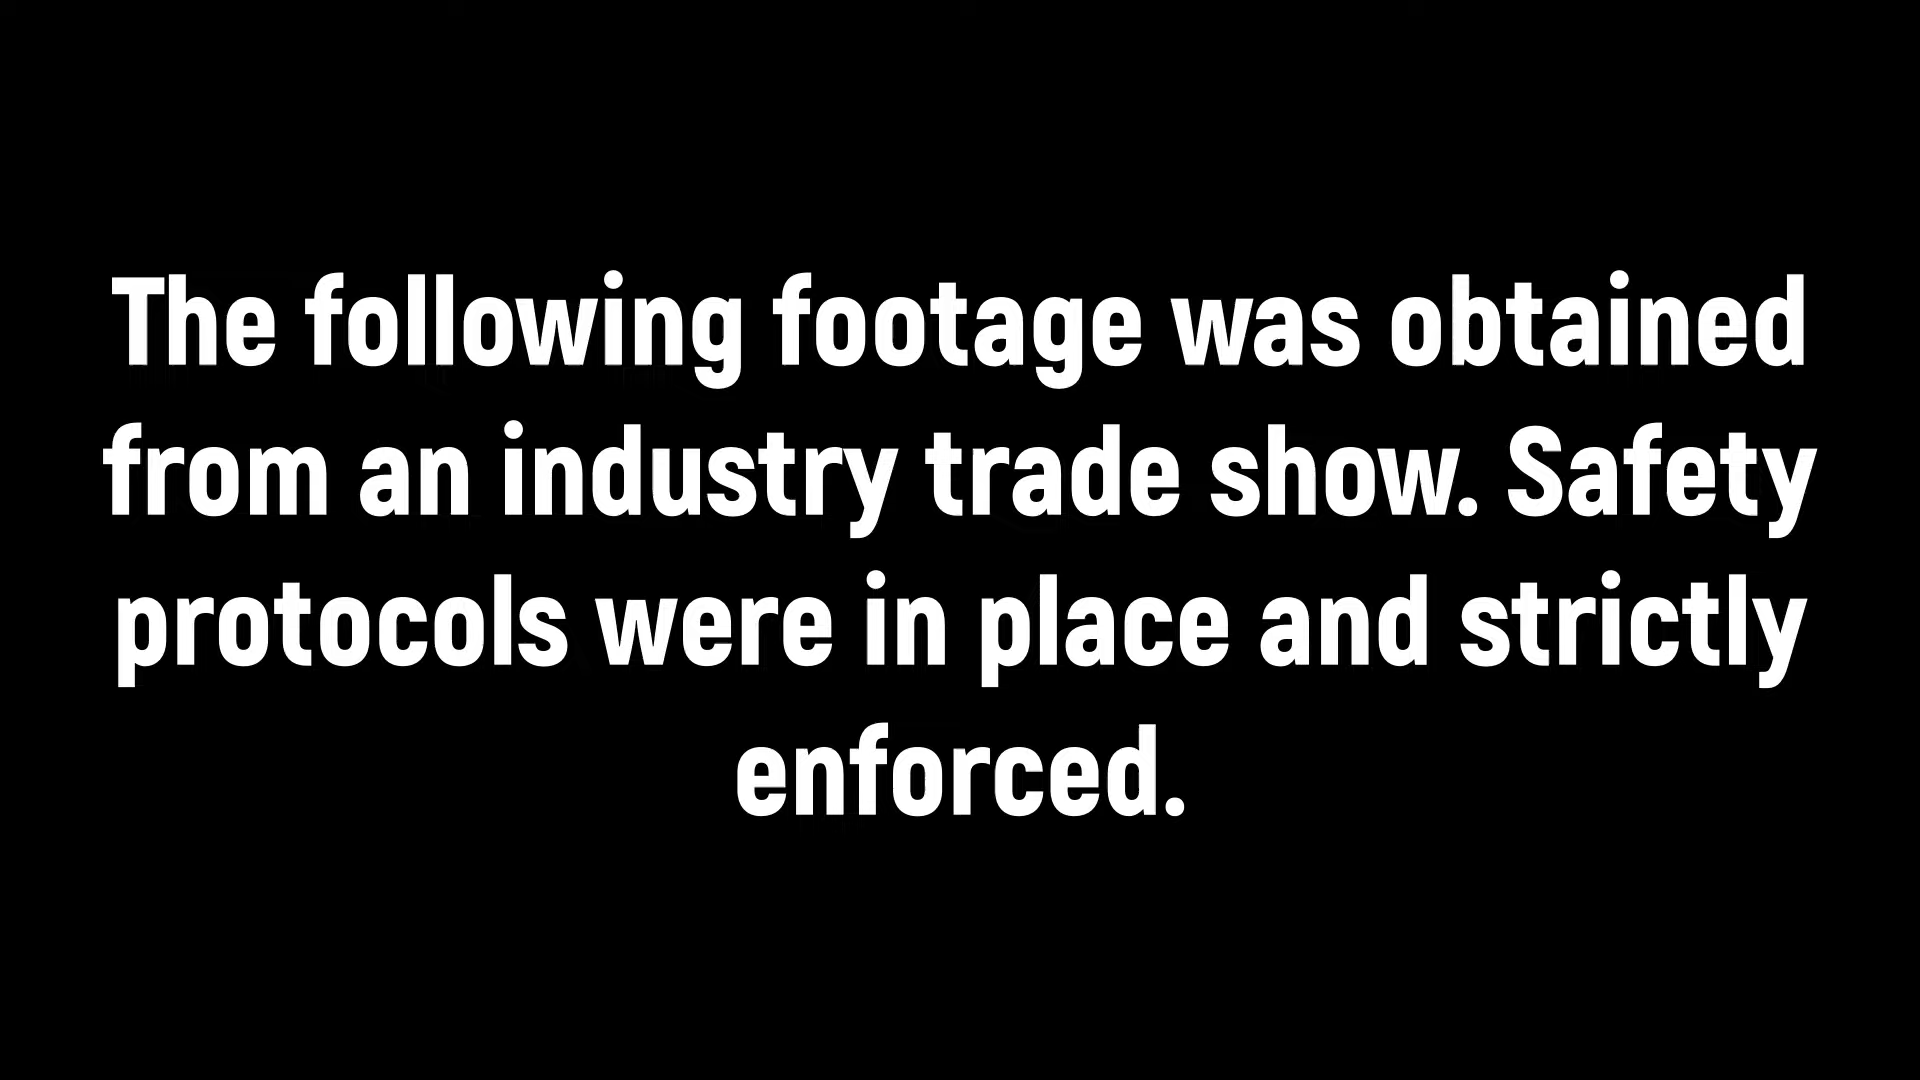 The following footage was obtained
from an industry trade show. Safety
protocols were in place and strictly
enforced.